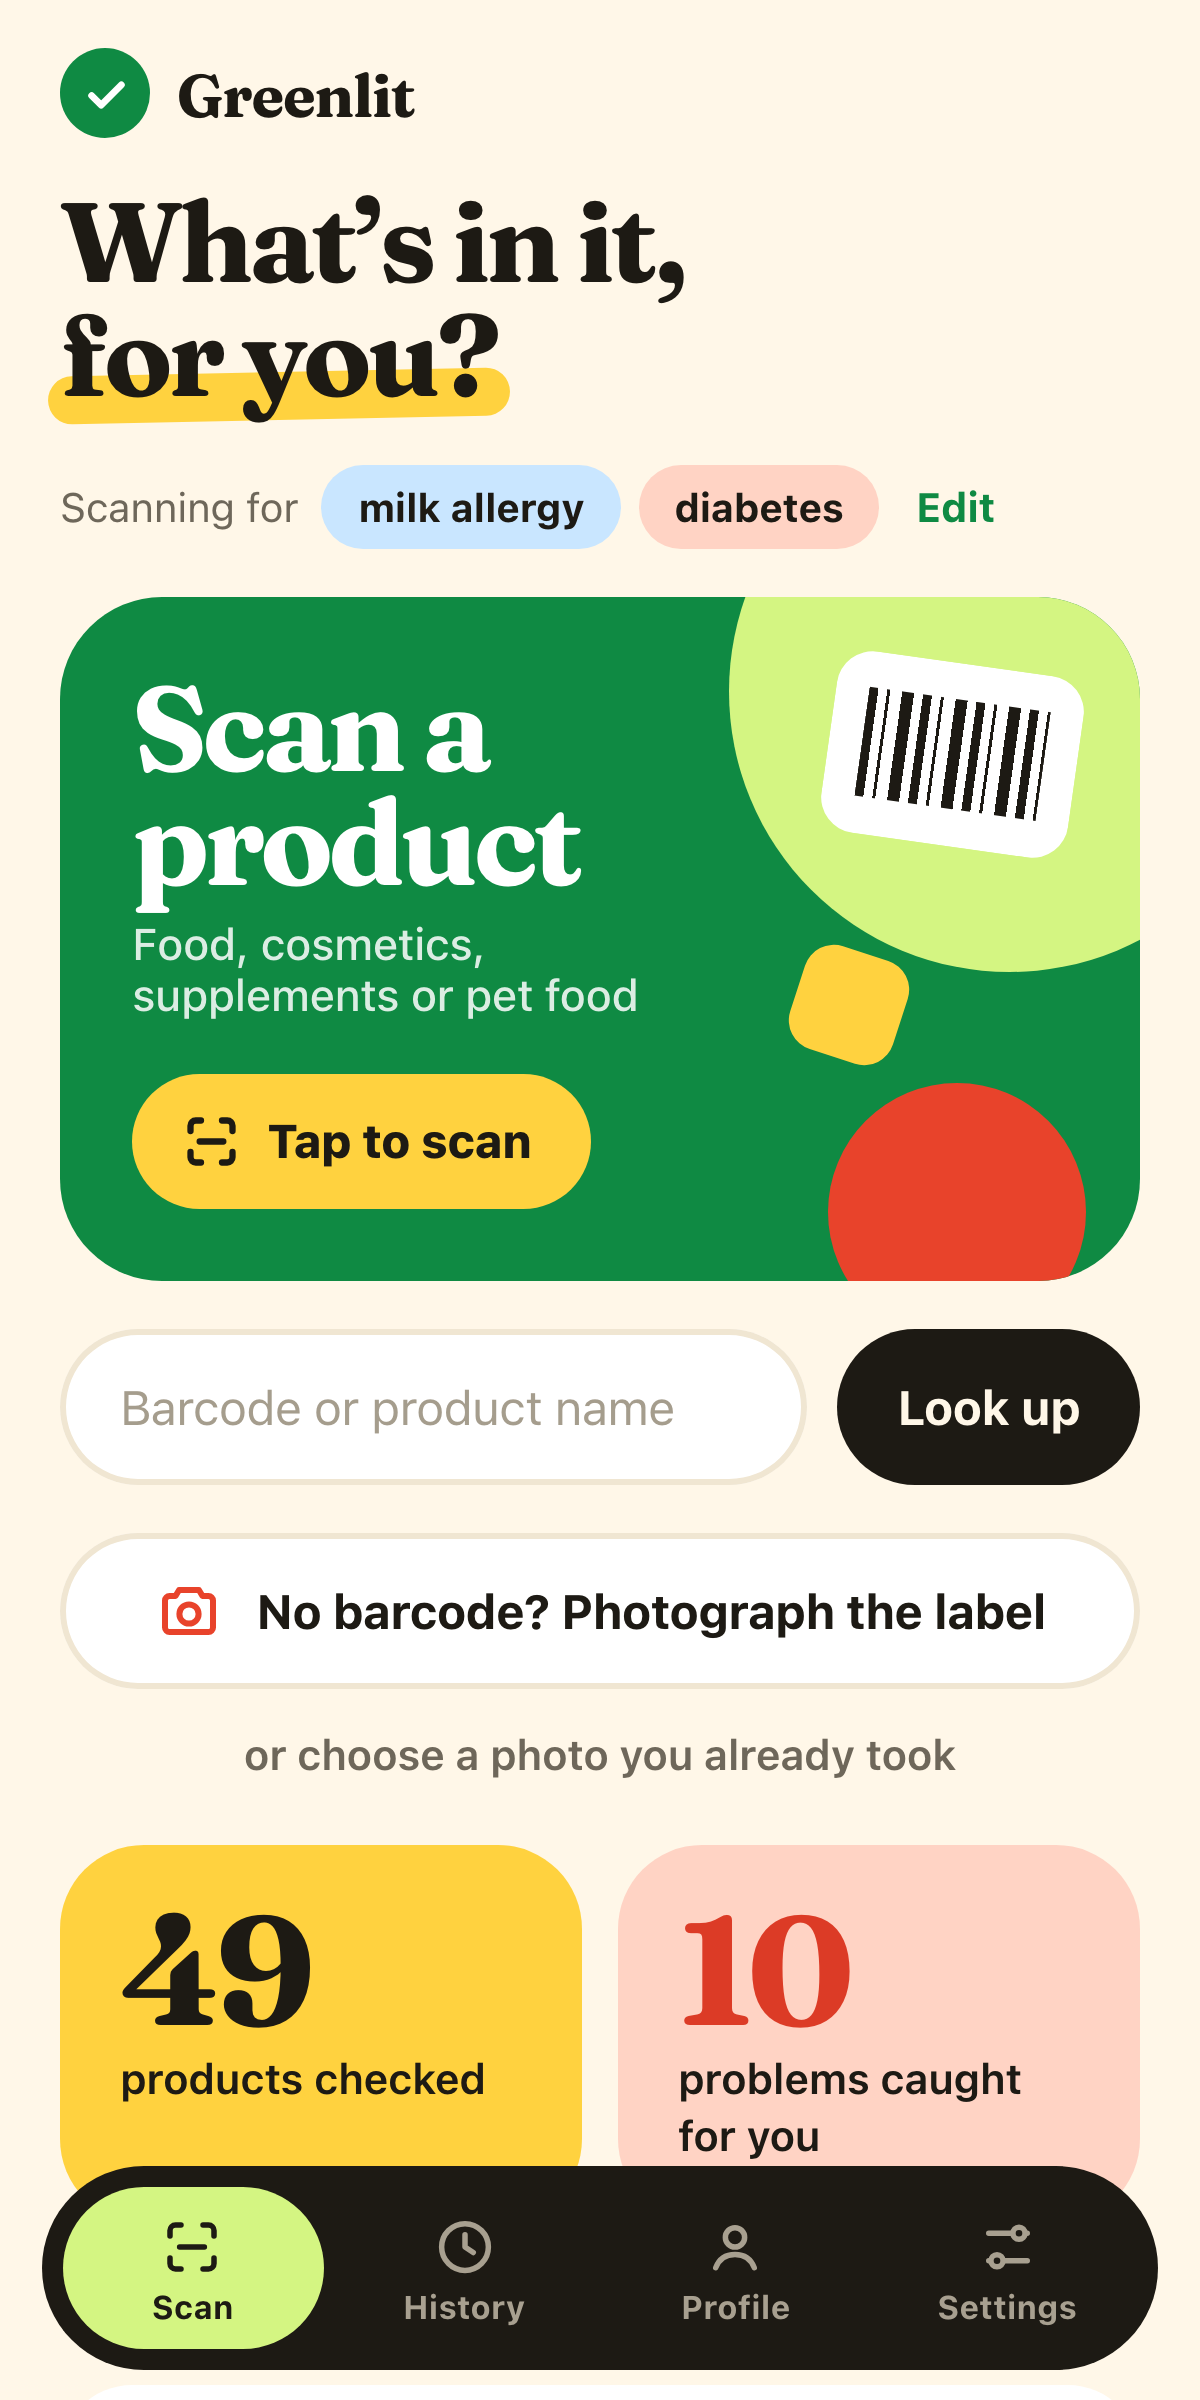 Greenlit
What’s in it,
for you?
Scanning for milk allergy diabetes Edit
Scan a
product
Food, cosmetics,
supplements or pet food
Tap to scan
Barcode or product name
Look up
No barcode? Photograph the label
or choose a photo you already took
49
products checked
10
problems caught
for you
Scan
History
Profile
Settings